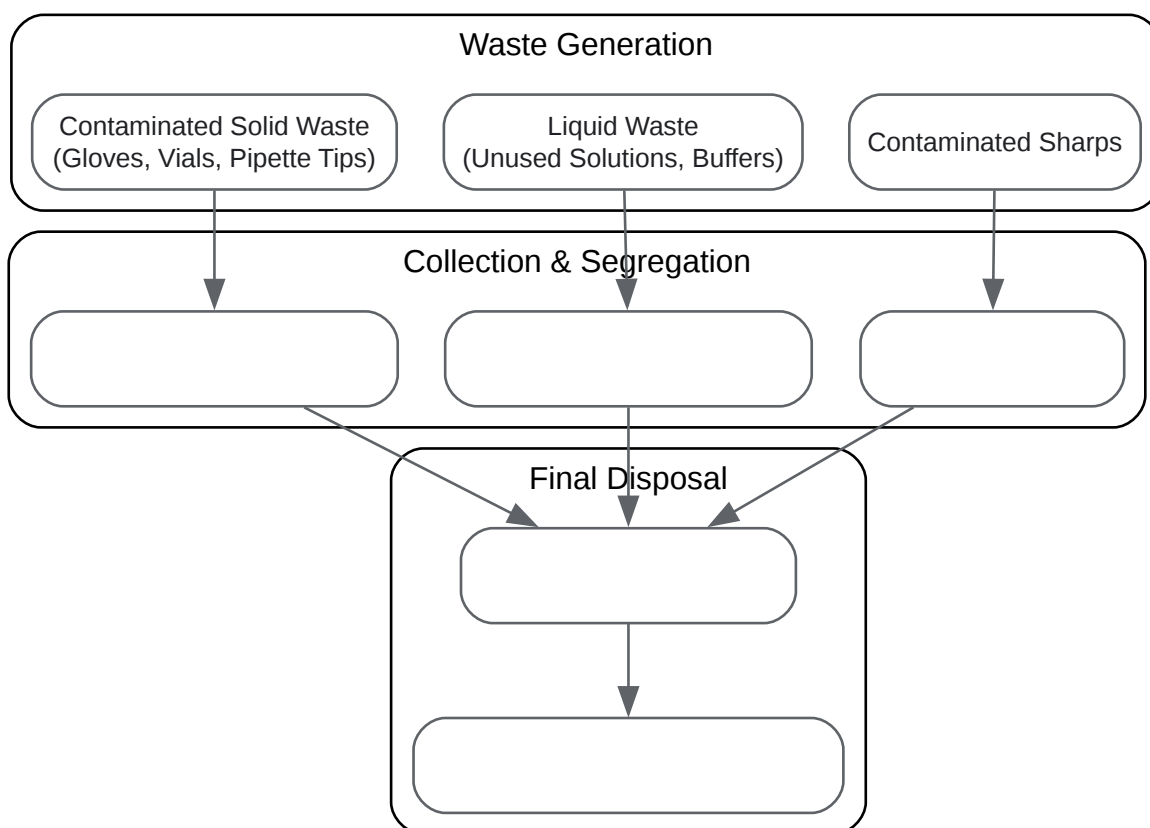 Waste Generation
Contaminated Solid Waste
(Gloves, Vials, Pipette Tips)
Liquid Waste
(Unused Solutions, Buffers)
Contaminated Sharps
Collection & Segregation
Final Disposal